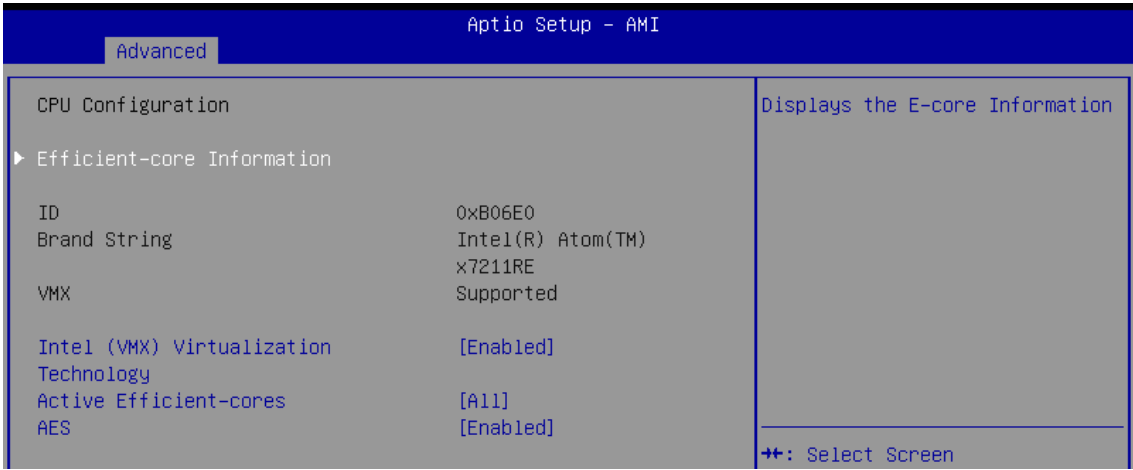 Aptio Setup – AMI
Advanced
CPU Configuration
Displays the E-core Information
▶ Efficient-core Information
ID 0xB06E0
Brand String Intel(R) Atom(TM)
x7211RE
VMX Supported
Intel (VMX) Virtualization [Enabled]
Technology
Active Efficient-cores [All]
AES [Enabled]
→←: Select Screen